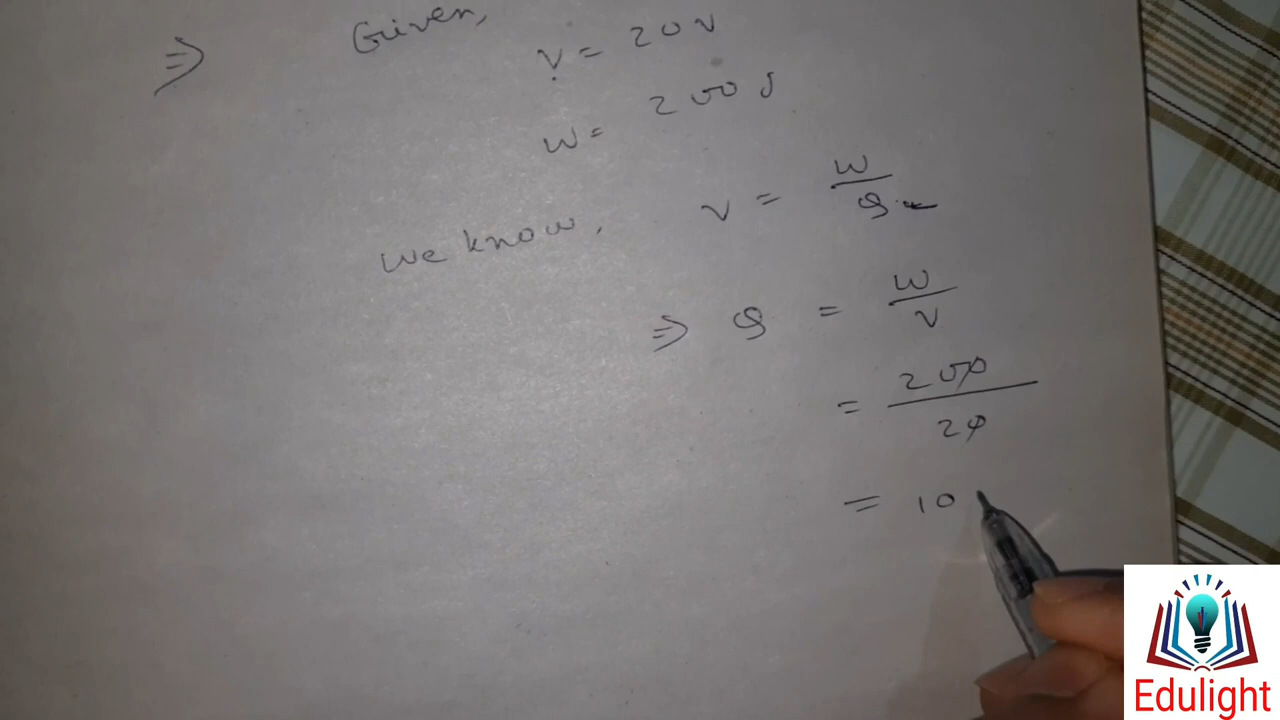 ⇒ Given,
v = 20 v
w = 200 J
We know, v = w/Q
⇒ Q = w/v
= 200/20
= 10
Edulight